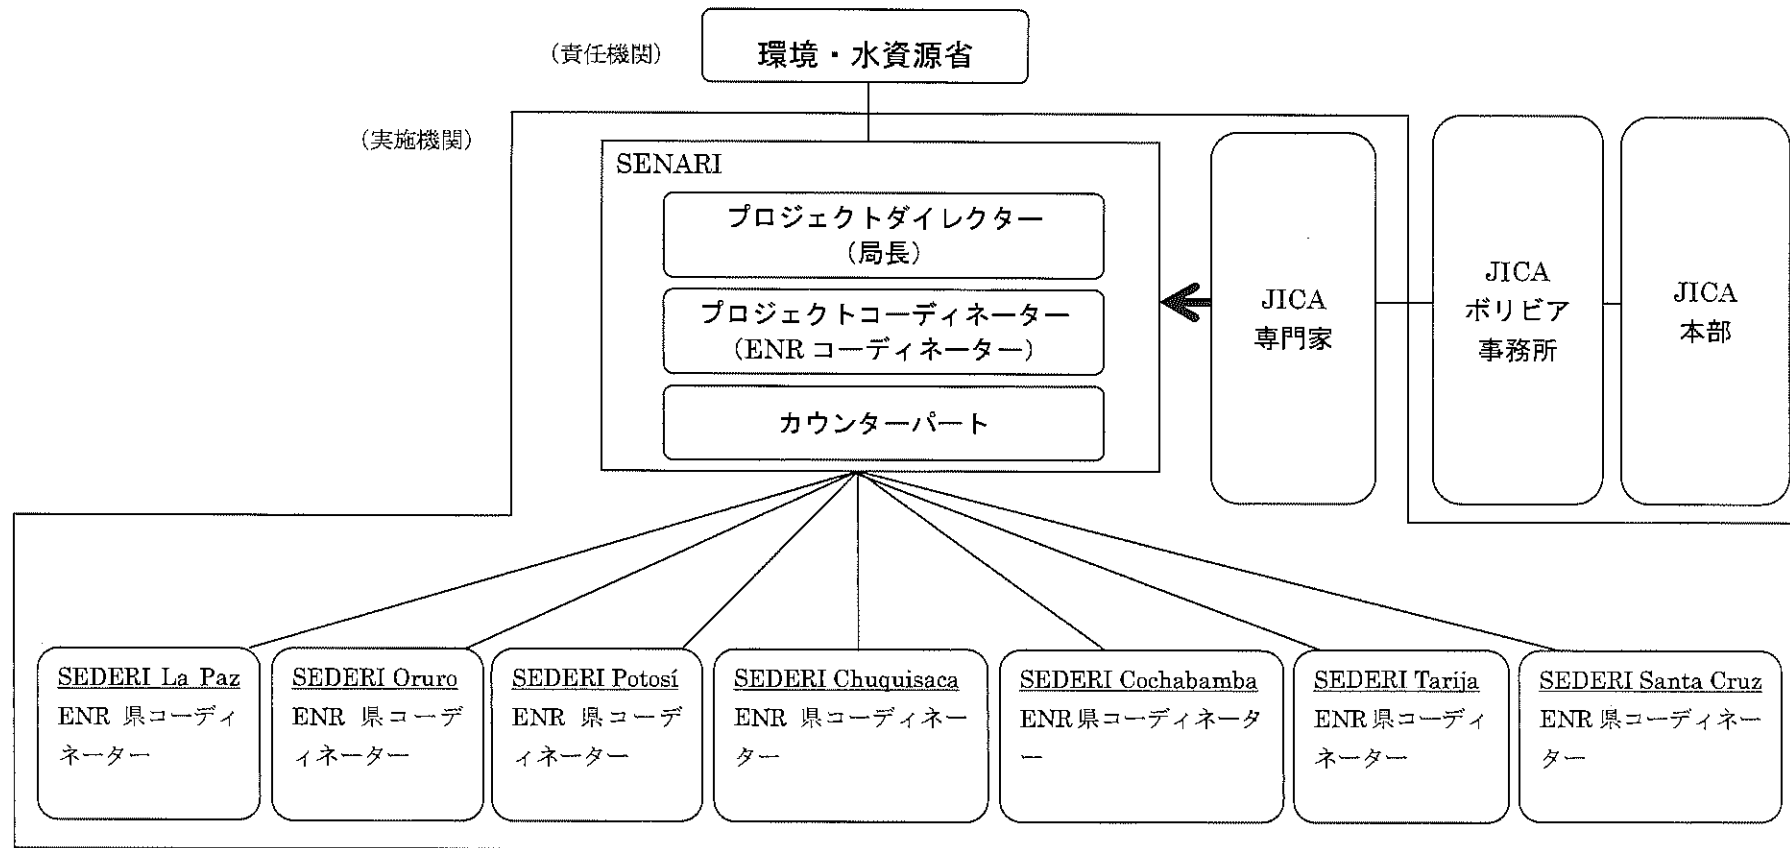 (責任機関)
環境・水資源省
(実施機関)
SENARI
プロジェクトダイレクター
(局長)
プロジェクトコーディネーター
(ENR コーディネーター)
カウンターパート
JICA
専門家
JICA
ボリビア
事務所
JICA
本部
SEDERI La Paz
ENR 県コーディ
ネーター
SEDERI Oruro
ENR 県コーデ
ィネーター
SEDERI Potosí
ENR 県コーデ
ィネーター
SEDERI Chuquisaca
ENR 県コーディネー
ター
SEDERI Cochabamba
ENR 県コーディネータ
ー
SEDERI Tarija
ENR 県コーディ
ネーター
SEDERI Santa Cruz
ENR 県コーディネー
ター